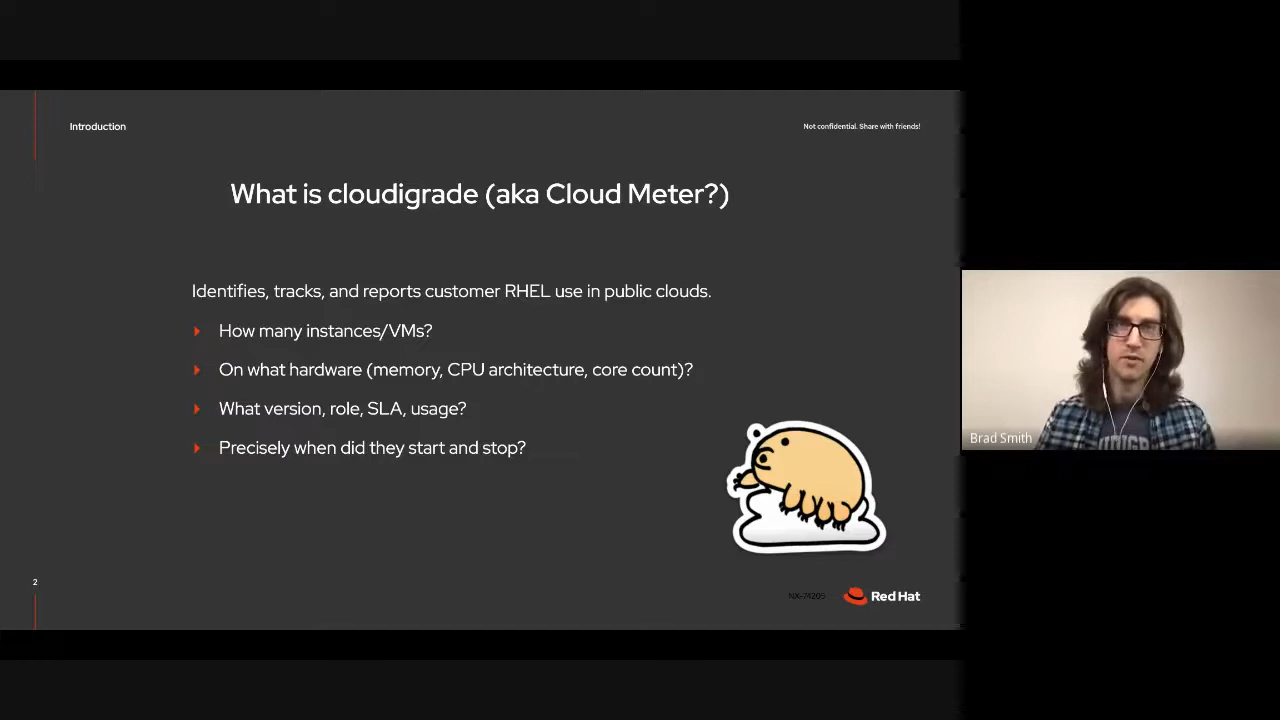 Introduction
Not confidential. Share with friends!
What is cloudigrade (aka Cloud Meter?)
Identifies, tracks, and reports customer RHEL use in public clouds.
How many instances/VMs?
On what hardware (memory, CPU architecture, core count)?
What version, role, SLA, usage?
Precisely when did they start and stop?
Brad Smith
2
NX-74205
Red Hat